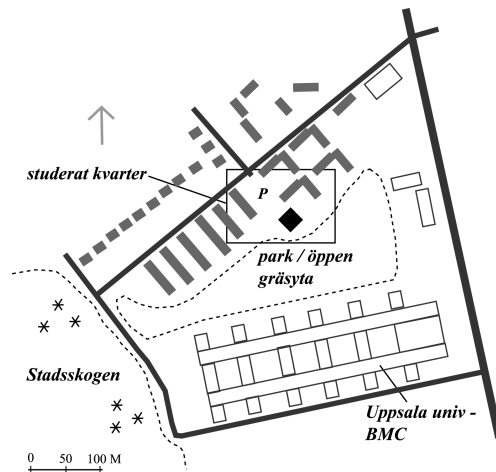 studerat kvarter
P
park / öppen
gräsyta
Stadsskogen
Uppsala univ -
BMC
0 50 100 M